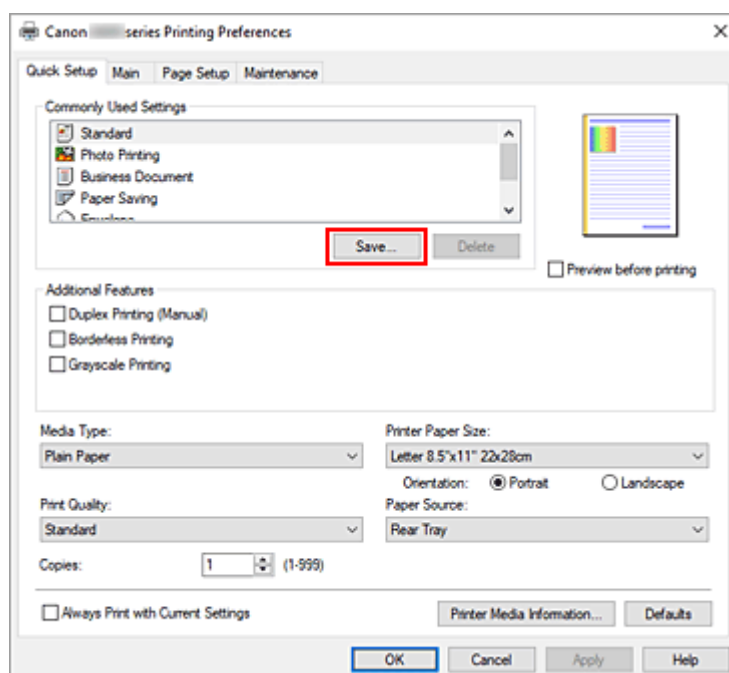 Canon series Printing Preferences
Quick Setup Main Page Setup Maintenance
Commonly Used Settings
Standard
Photo Printing
Business Document
Paper Saving
Envelope
Save... Delete
Preview before printing
Additional Features
Duplex Printing (Manual)
Borderless Printing
Grayscale Printing
Media Type: Printer Paper Size:
Plain Paper Letter 8.5"x11" 22x28cm
Orientation: Portrait Landscape
Print Quality: Paper Source:
Standard Rear Tray
Copies: 1 (1-999)
Always Print with Current Settings Printer Media Information... Defaults
OK Cancel Apply Help